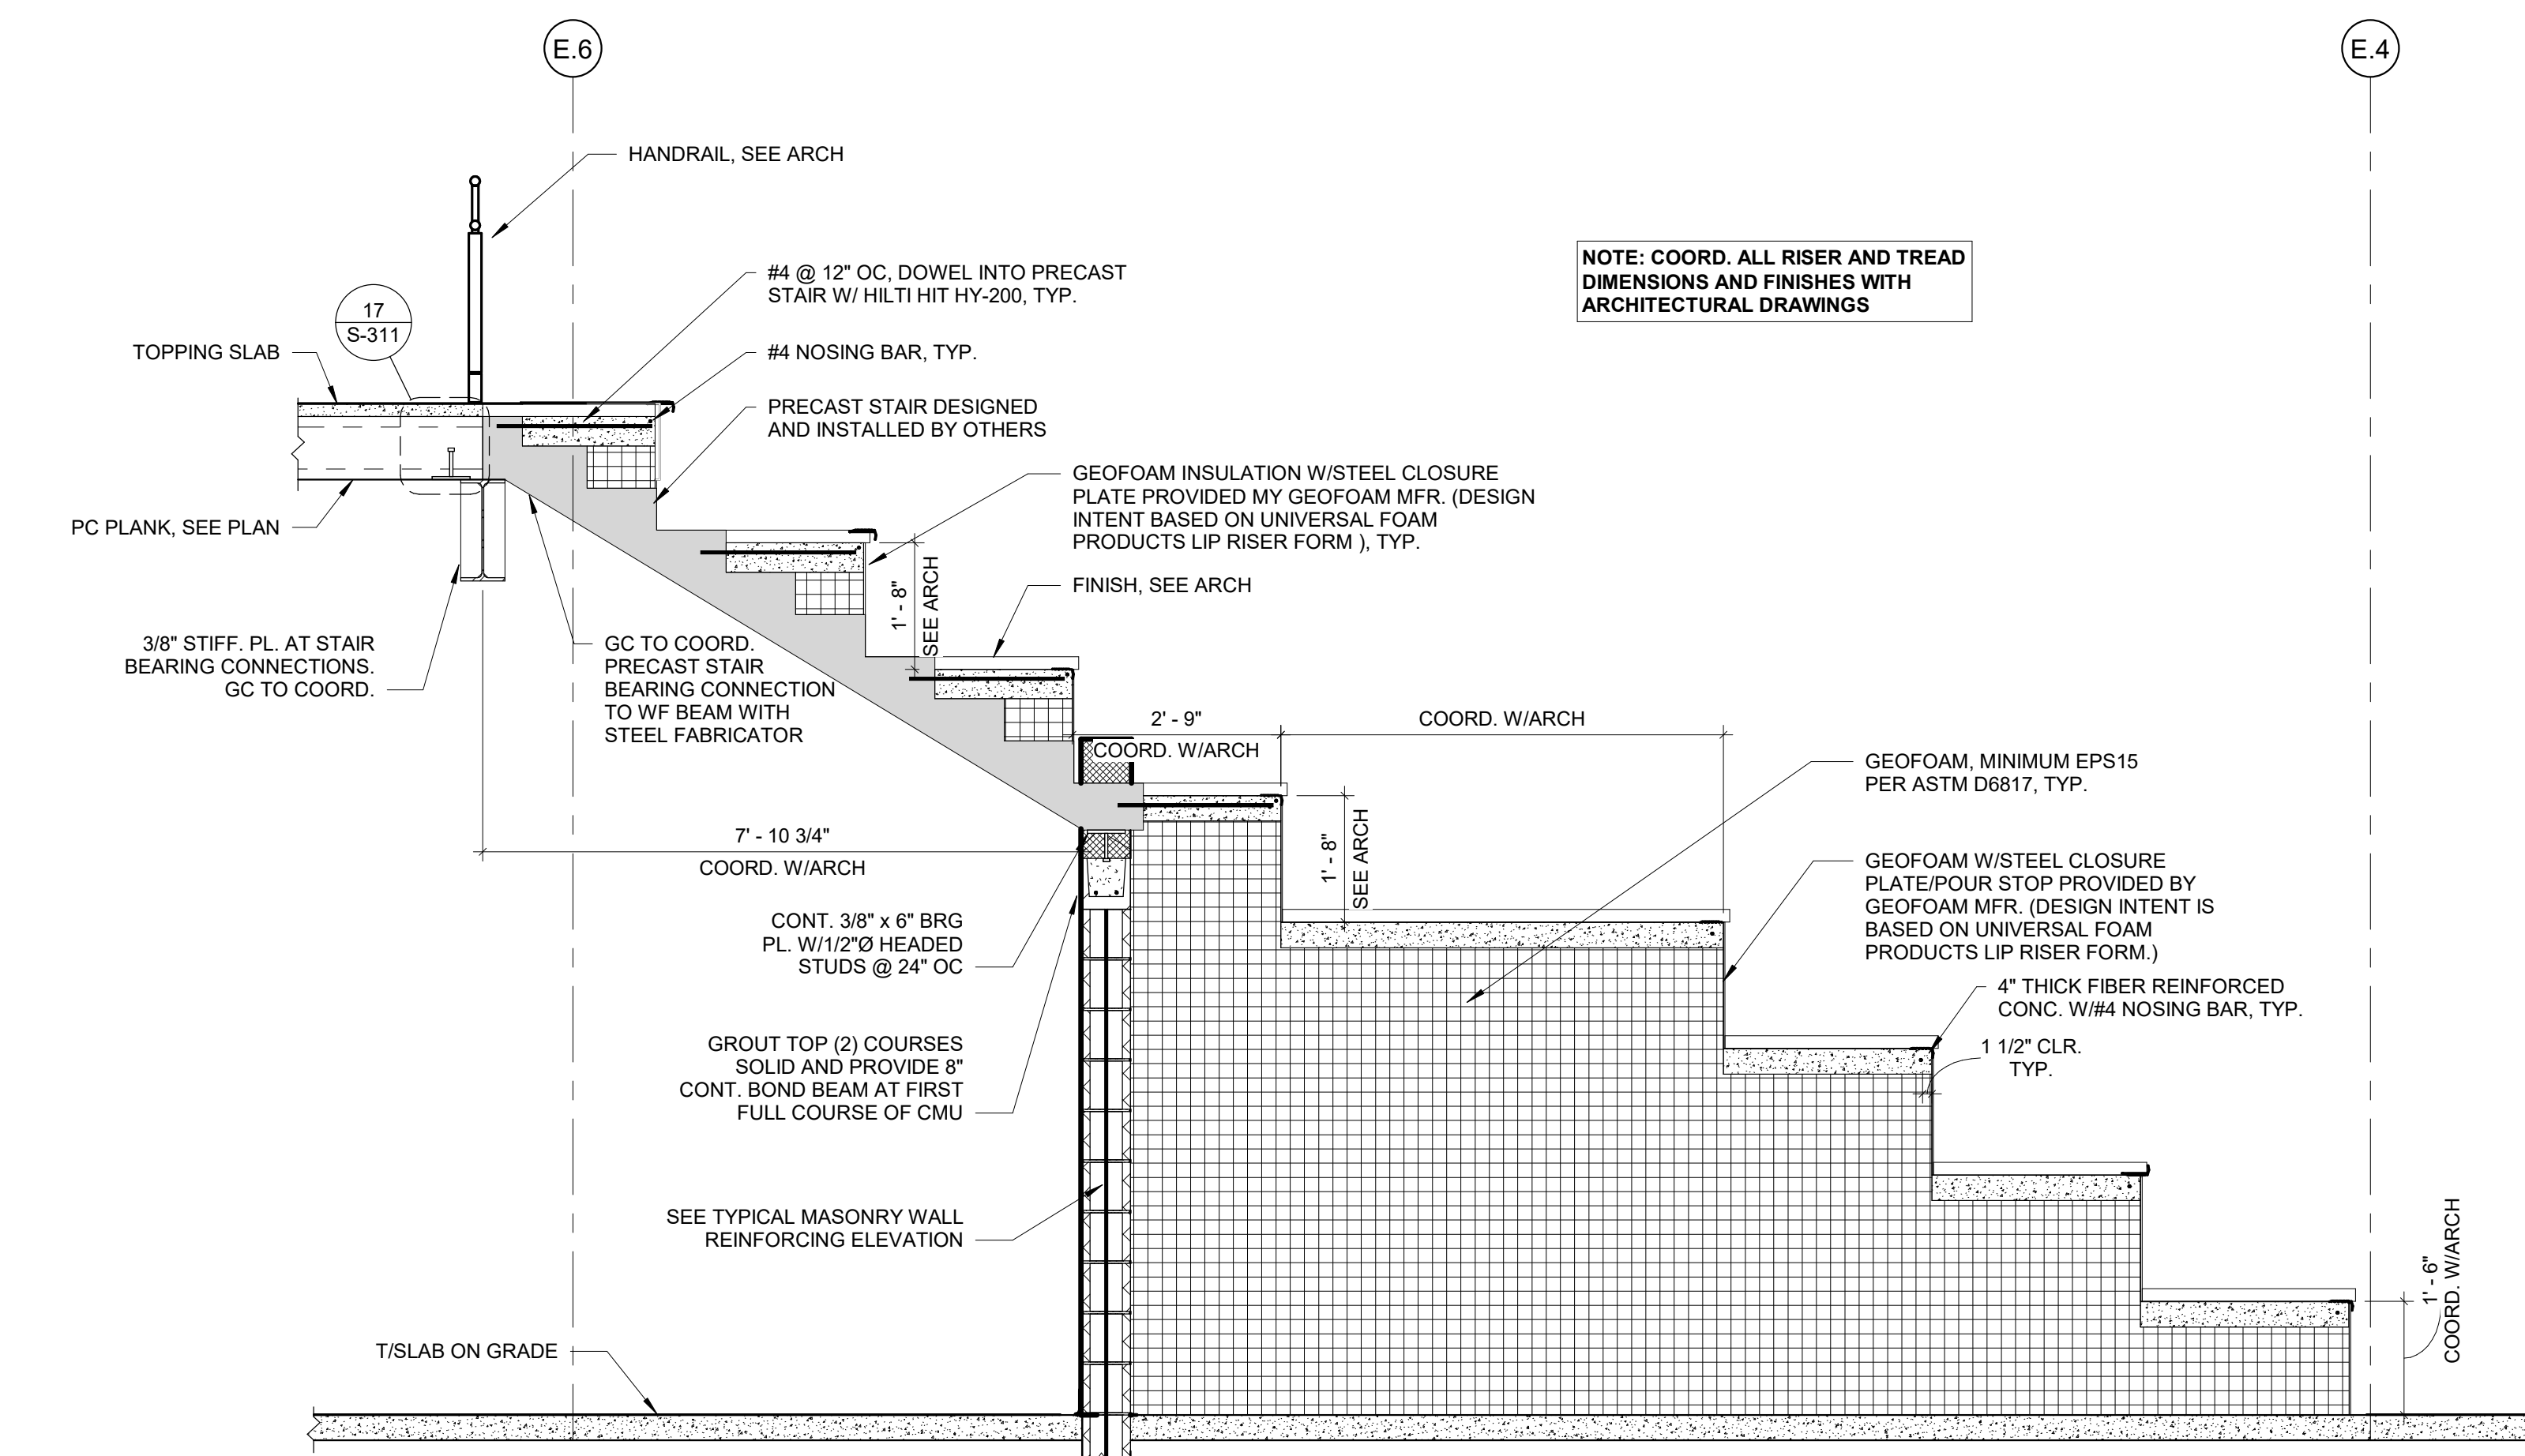 E.6
E.4
HANDRAIL, SEE ARCH
NOTE: COORD. ALL RISER AND TREAD
DIMENSIONS AND FINISHES WITH
ARCHITECTURAL DRAWINGS
#4 @ 12" OC, DOWEL INTO PRECAST
STAIR W/ HILTI HIT HY-200, TYP.
17
S-311
TOPPING SLAB
#4 NOSING BAR, TYP.
PRECAST STAIR DESIGNED
AND INSTALLED BY OTHERS
GEOFOAM INSULATION W/STEEL CLOSURE
PLATE PROVIDED MY GEOFOAM MFR. (DESIGN
INTENT BASED ON UNIVERSAL FOAM
PRODUCTS LIP RISER FORM ), TYP.
PC PLANK, SEE PLAN
FINISH, SEE ARCH
1' - 8"
SEE ARCH
3/8" STIFF. PL. AT STAIR
BEARING CONNECTIONS.
GC TO COORD.
GC TO COORD.
PRECAST STAIR
BEARING CONNECTION
TO WF BEAM WITH
STEEL FABRICATOR
2' - 9"
COORD. W/ARCH
COORD. W/ARCH
GEOFOAM, MINIMUM EPS15
PER ASTM D6817, TYP.
7' - 10 3/4"
COORD. W/ARCH
1' - 8"
SEE ARCH
GEOFOAM W/STEEL CLOSURE
PLATE/POUR STOP PROVIDED BY
GEOFOAM MFR. (DESIGN INTENT IS
BASED ON UNIVERSAL FOAM
PRODUCTS LIP RISER FORM.)
CONT. 3/8" x 6" BRG
PL. W/1/2"Ø HEADED
STUDS @ 24" OC
4" THICK FIBER REINFORCED
CONC. W/#4 NOSING BAR, TYP.
1 1/2" CLR.
TYP.
GROUT TOP (2) COURSES
SOLID AND PROVIDE 8"
CONT. BOND BEAM AT FIRST
FULL COURSE OF CMU
SEE TYPICAL MASONRY WALL
REINFORCING ELEVATION
1' - 6"
COORD. W/ARCH
T/SLAB ON GRADE